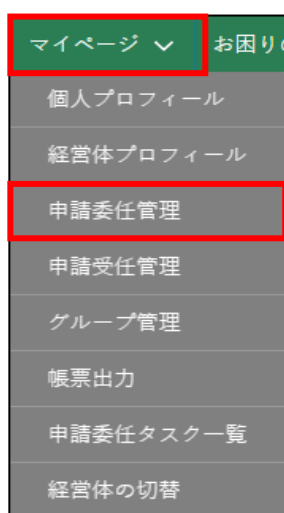 マイページ お困りの
個人プロフィール
経営体プロフィール
申請委任管理
申請受任管理
グループ管理
帳票出力
申請委任タスク一覧
経営体の切替